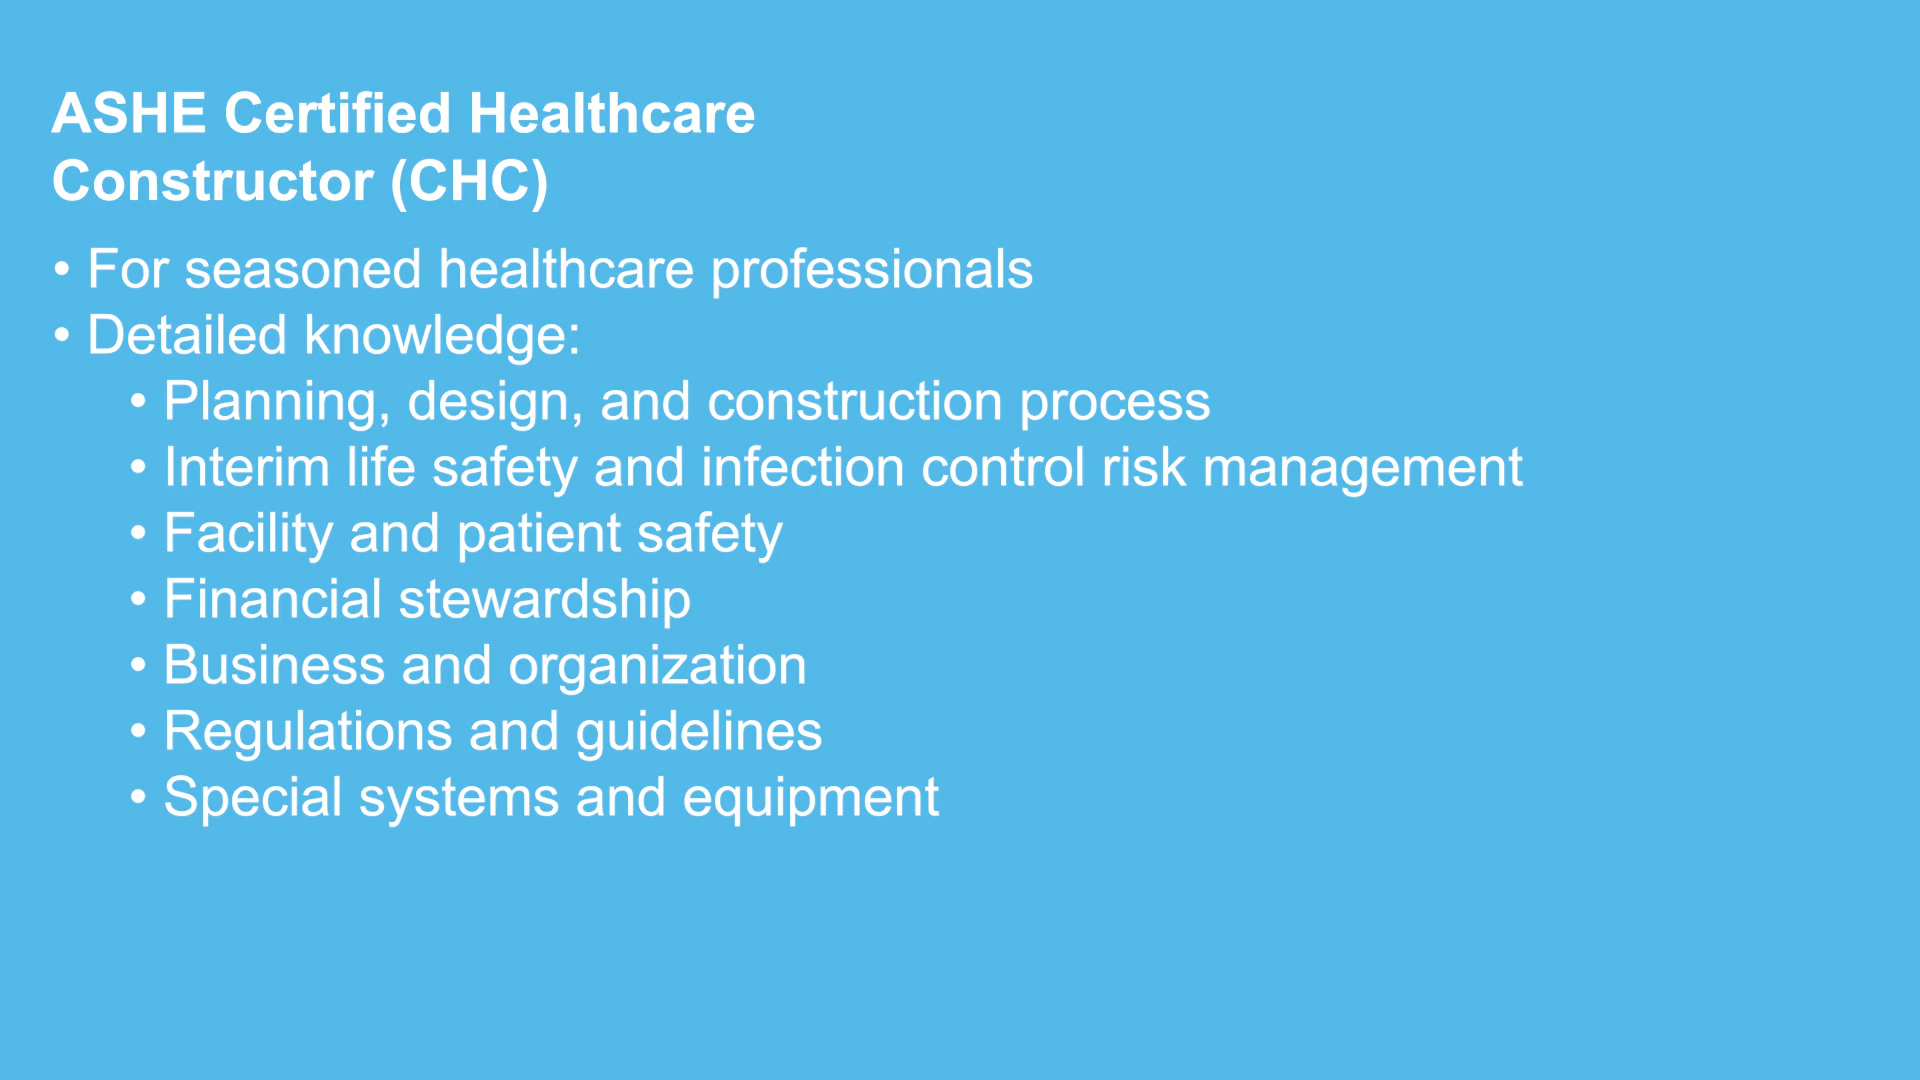 ASHE Certified Healthcare
Constructor (CHC)
• For seasoned healthcare professionals
• Detailed knowledge:
• Planning, design, and construction process
• Interim life safety and infection control risk management
• Facility and patient safety
• Financial stewardship
• Business and organization
• Regulations and guidelines
• Special systems and equipment